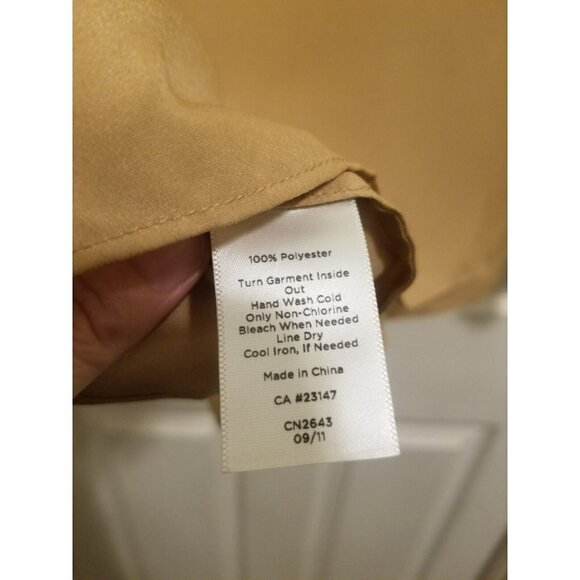 100% Polyester
Turn Garment Inside
Out
Hand Wash Cold
Only Non-Chlorine
Bleach When Needed
Line Dry
Cool Iron, If Needed
Made in China
CA #23147
CN2643
09/11